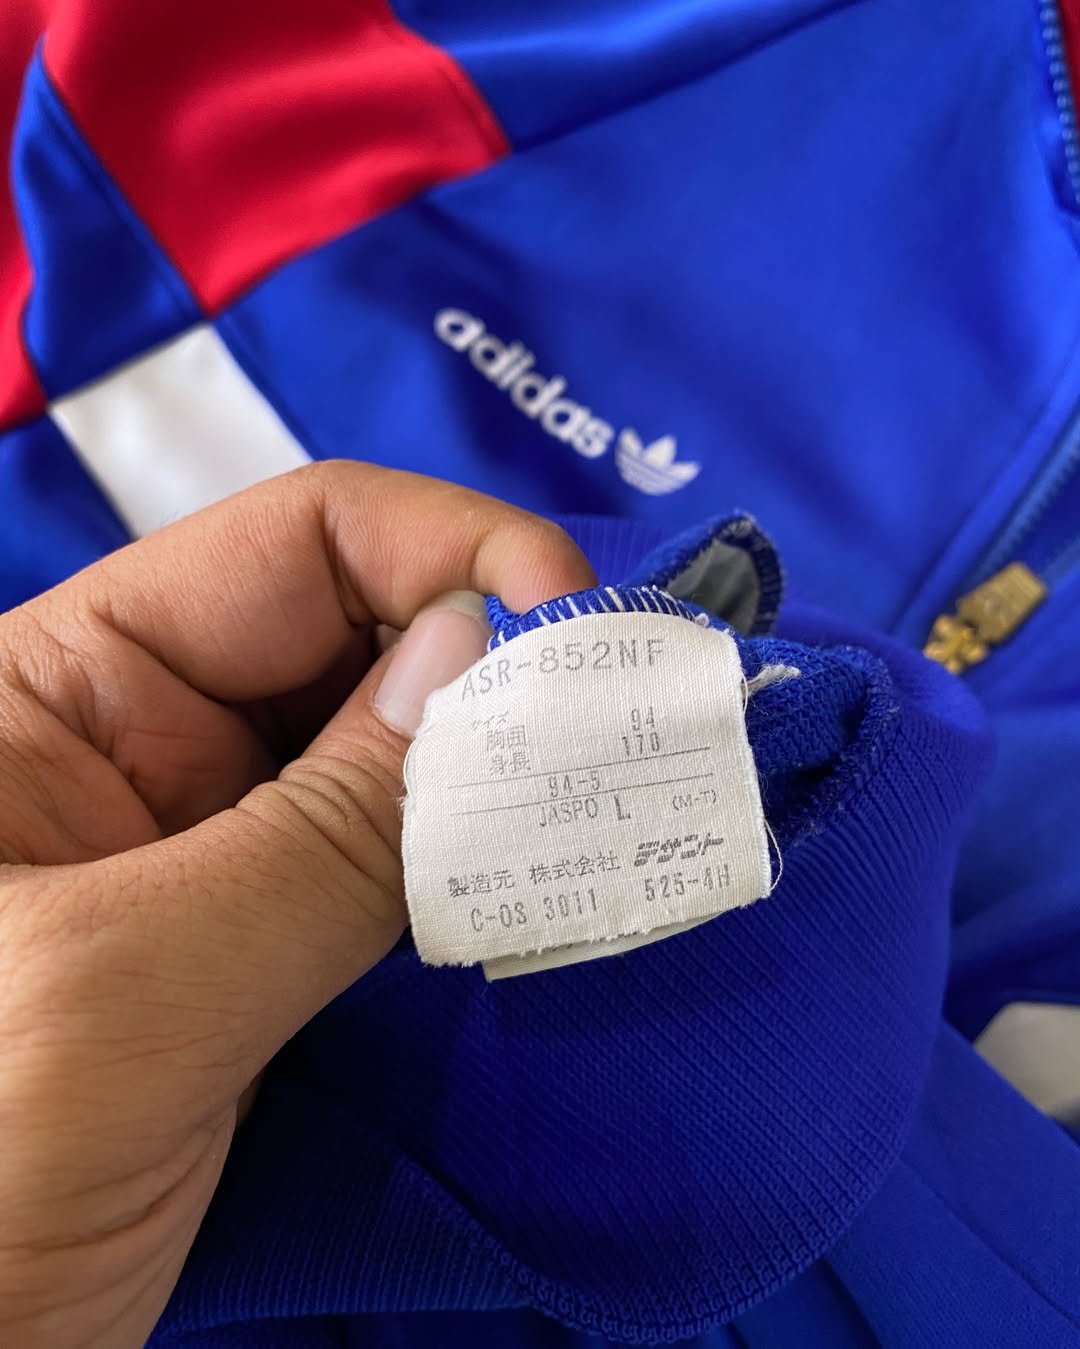 adidas
ASR-852NF
サイズ
胸囲 94
身長 170
94-5
JASPO L (M-T)
製造元 株式会社 デサント
C-OS 3011 525-4H